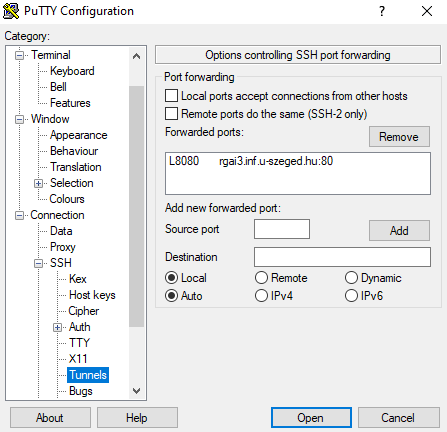 PuTTY Configuration
?
Category:
Terminal
Keyboard
Bell
Features
Window
Appearance
Behaviour
Translation
Selection
Colours
Connection
Data
Proxy
SSH
Kex
Host keys
Cipher
Auth
TTY
X11
Tunnels
Bugs
Options controlling SSH port forwarding
Port forwarding
Local ports accept connections from other hosts
Remote ports do the same (SSH-2 only)
Forwarded ports:
Remove
L8080 rgai3.inf.u-szeged.hu:80
Add new forwarded port:
Source port
Add
Destination
Local Remote Dynamic
Auto IPv4 IPv6
About Help Open Cancel